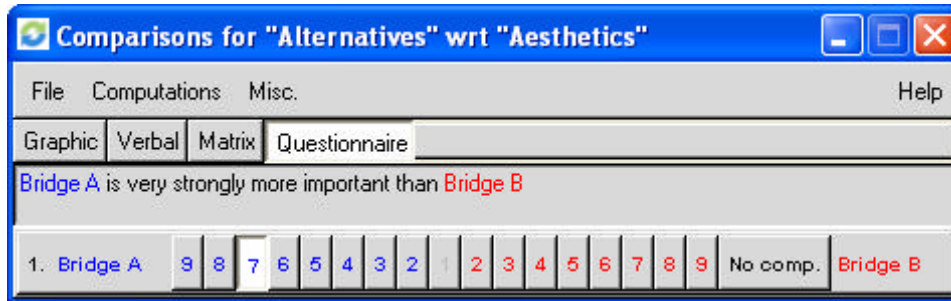 Comparisons for "Alternatives" wrt "Aesthetics"
File Computations Misc. Help
Graphic Verbal Matrix Questionnaire
Bridge A is very strongly more important than Bridge B
1. Bridge A 9 8 7 6 5 4 3 2 1 2 3 4 5 6 7 8 9 No comp. Bridge B